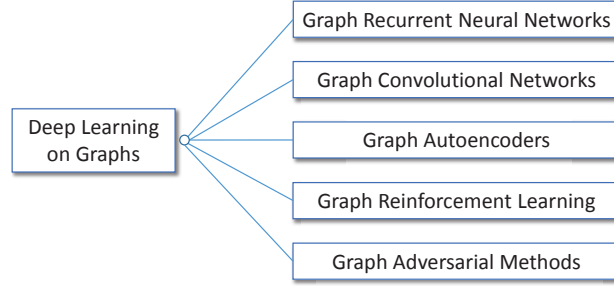 Deep Learning
on Graphs
Graph Recurrent Neural Networks
Graph Convolutional Networks
Graph Autoencoders
Graph Reinforcement Learning
Graph Adversarial Methods